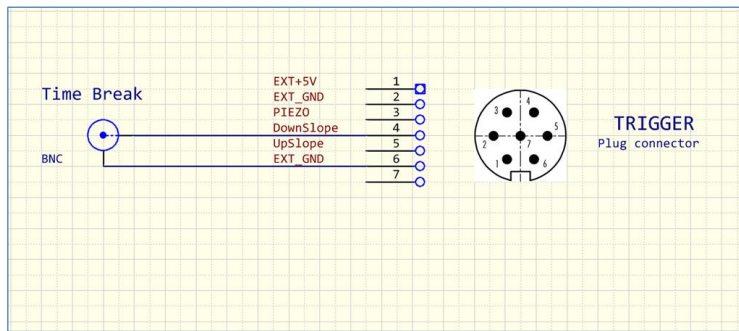 Time Break
BNC
EXT+5V 1
EXT_GND 2
PIEZO 3
DownSlope 4
UpSlope 5
EXT_GND 6
7
3 4
2 7 5
1 6
TRIGGER
Plug connector